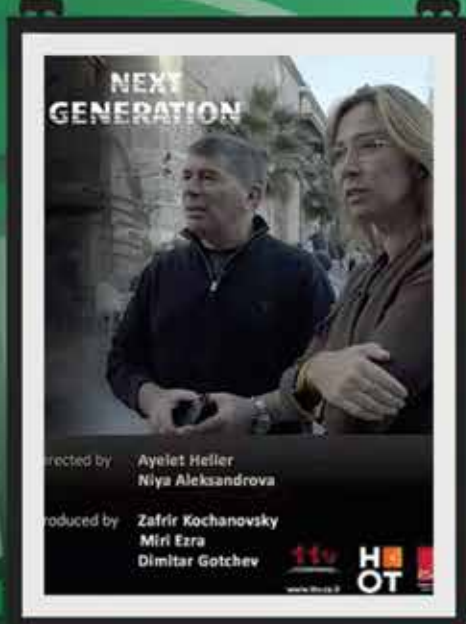 NEXT
GENERATION
rected by Ayelet Heller
Niya Aleksandrova
roduced by Zafrir Kochanovsky
Miri Ezra
Dimitar Gotchev
HOT